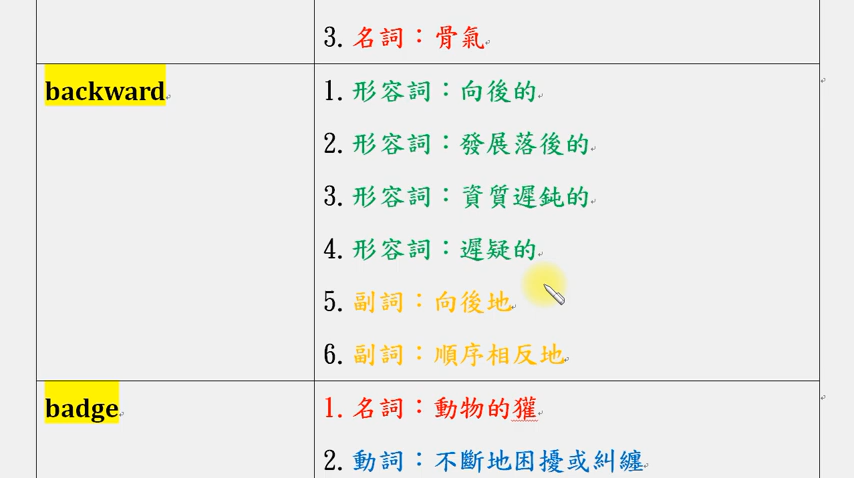 3. 名詞：骨氣
backward
1. 形容詞：向後的
2. 形容詞：發展落後的
3. 形容詞：資質遲鈍的
4. 形容詞：遲疑的
5. 副詞：向後地
6. 副詞：順序相反地
badge
1. 名詞：動物的獾
2. 動詞：不斷地困擾或糾纏